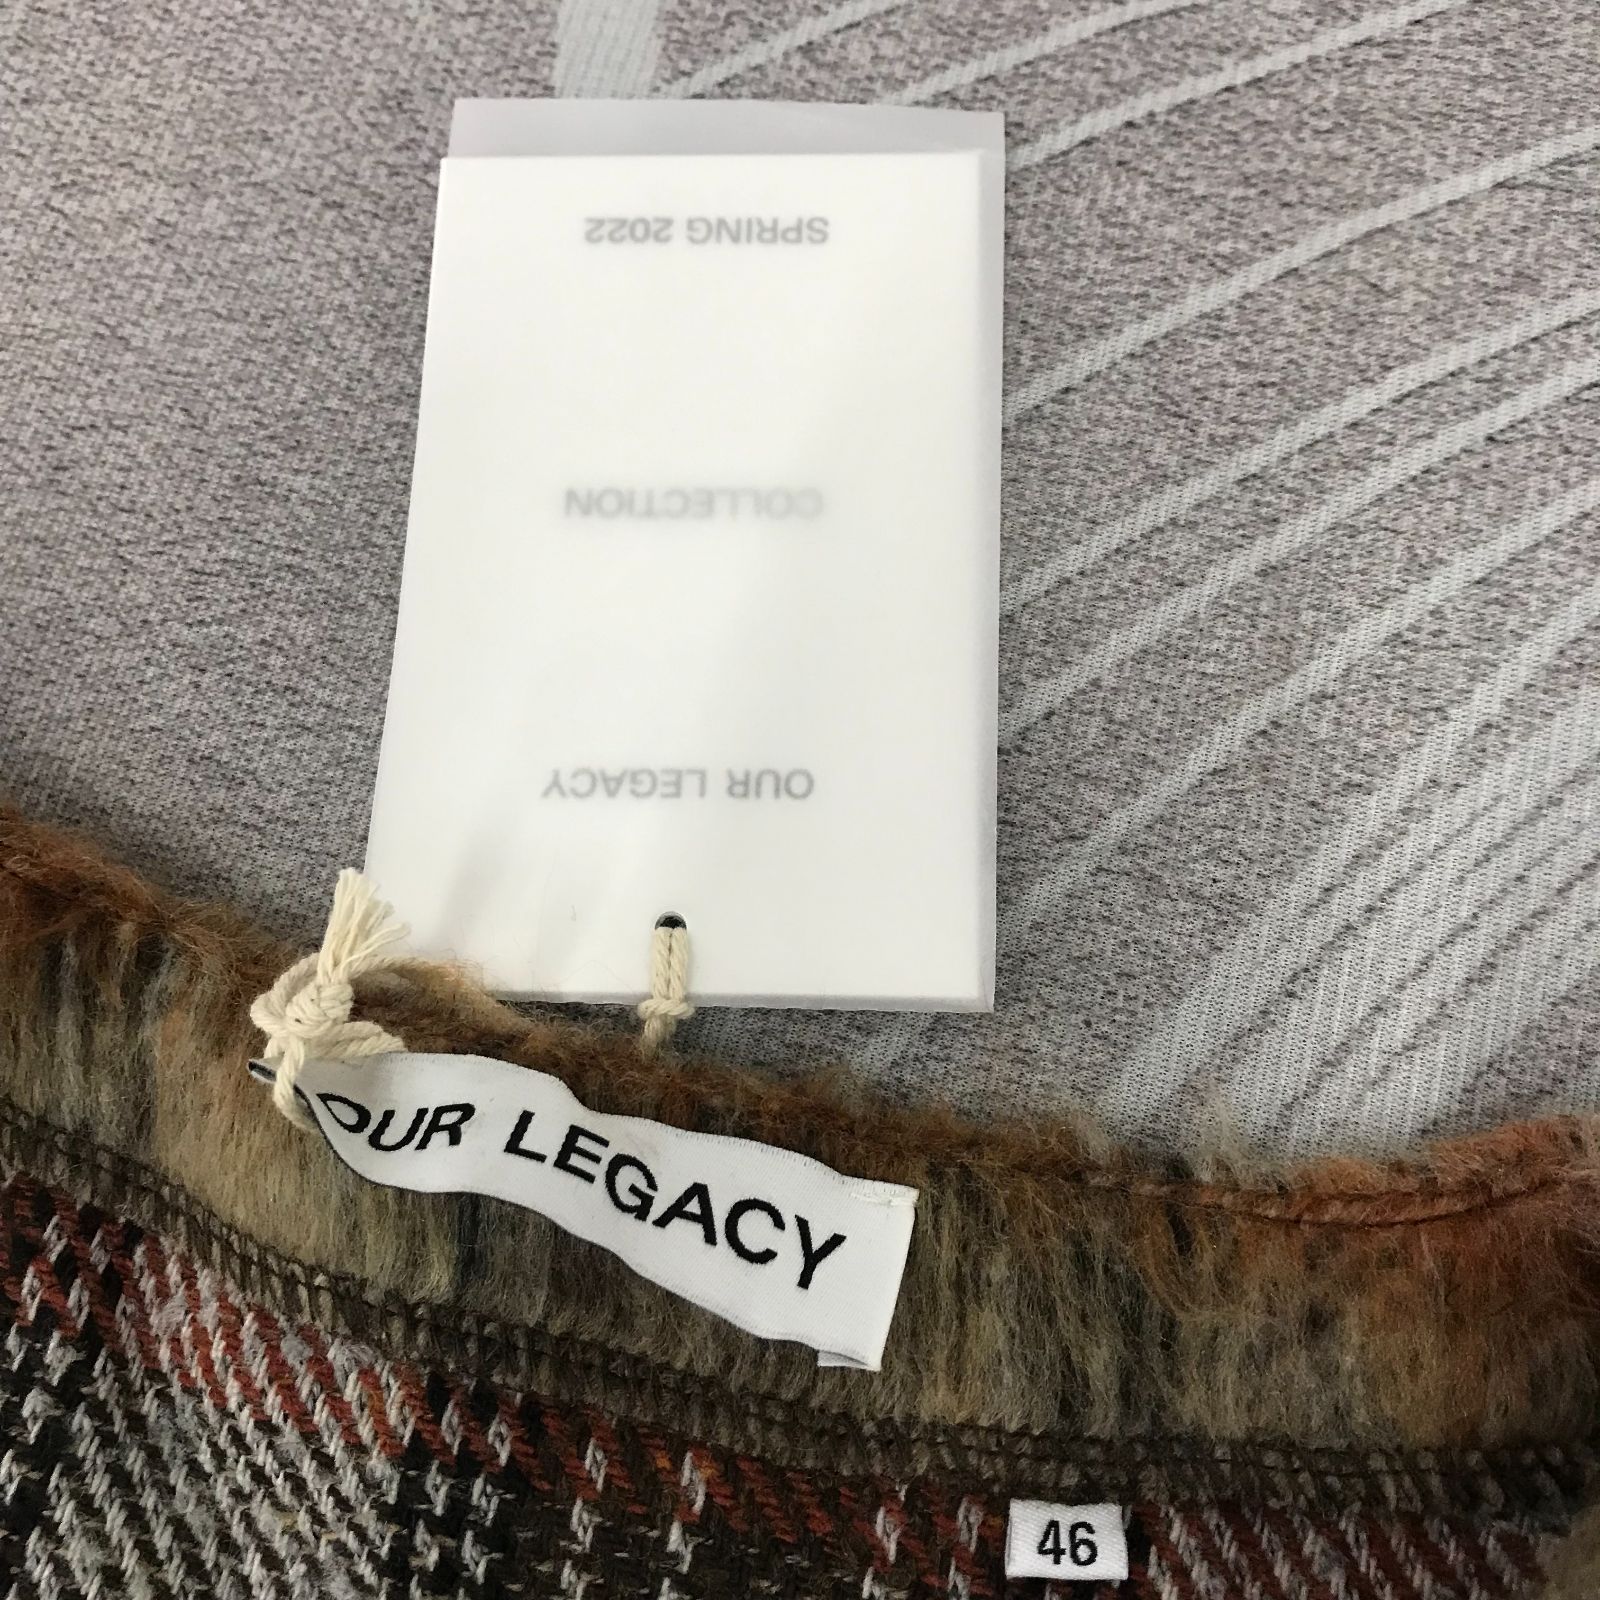 OUR LEGACY
COLLECTION
SPRING 2022
OUR LEGACY
46